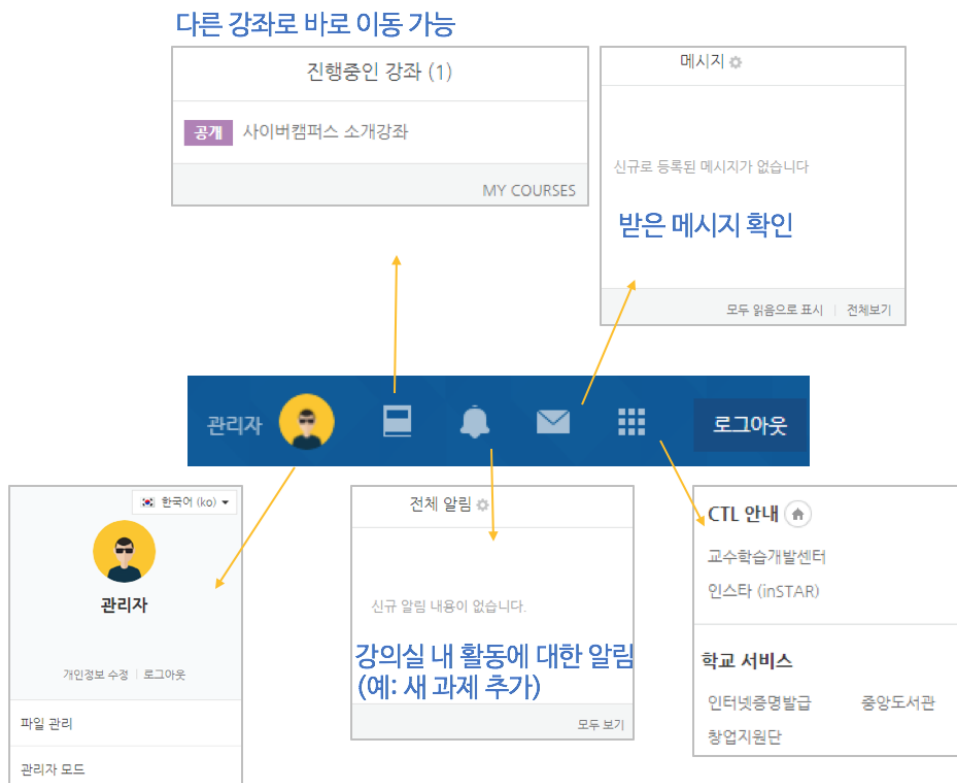 다른 강좌로 바로 이동 가능
진행중인 강좌 (1)
공개 사이버캠퍼스 소개강좌
MY COURSES
메시지
신규로 등록된 메시지가 없습니다
받은 메시지 확인
모두 읽음으로 표시 | 전체보기
관리자
로그아웃
한국어 (ko)
관리자
개인정보 수정 | 로그아웃
파일 관리
관리자 모드
전체 알림
신규 알림 내용이 없습니다.
강의실 내 활동에 대한 알림
(예: 새 과제 추가)
모두 보기
CTL 안내
교수학습개발센터
인스타 (inSTAR)
학교 서비스
인터넷증명발급 중앙도서관
창업지원단